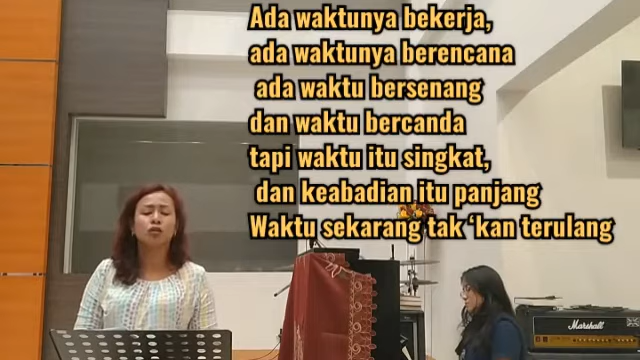 Ada waktunya bekerja,
ada waktunya berencana
ada waktu bersenang
dan waktu bercanda
tapi waktu itu singkat,
dan keabadian itu panjang
Waktu sekarang tak ‘kan terulang
Marshall